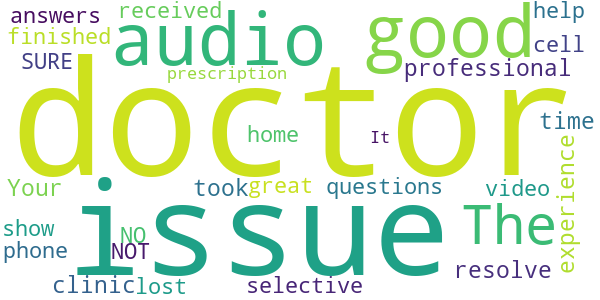 answers received help
finished audio good cell
SURE prescription professional
doctor
home It time
Your took great questions video experience
show issue The
phone NO NOT resolve
clinic lost selective